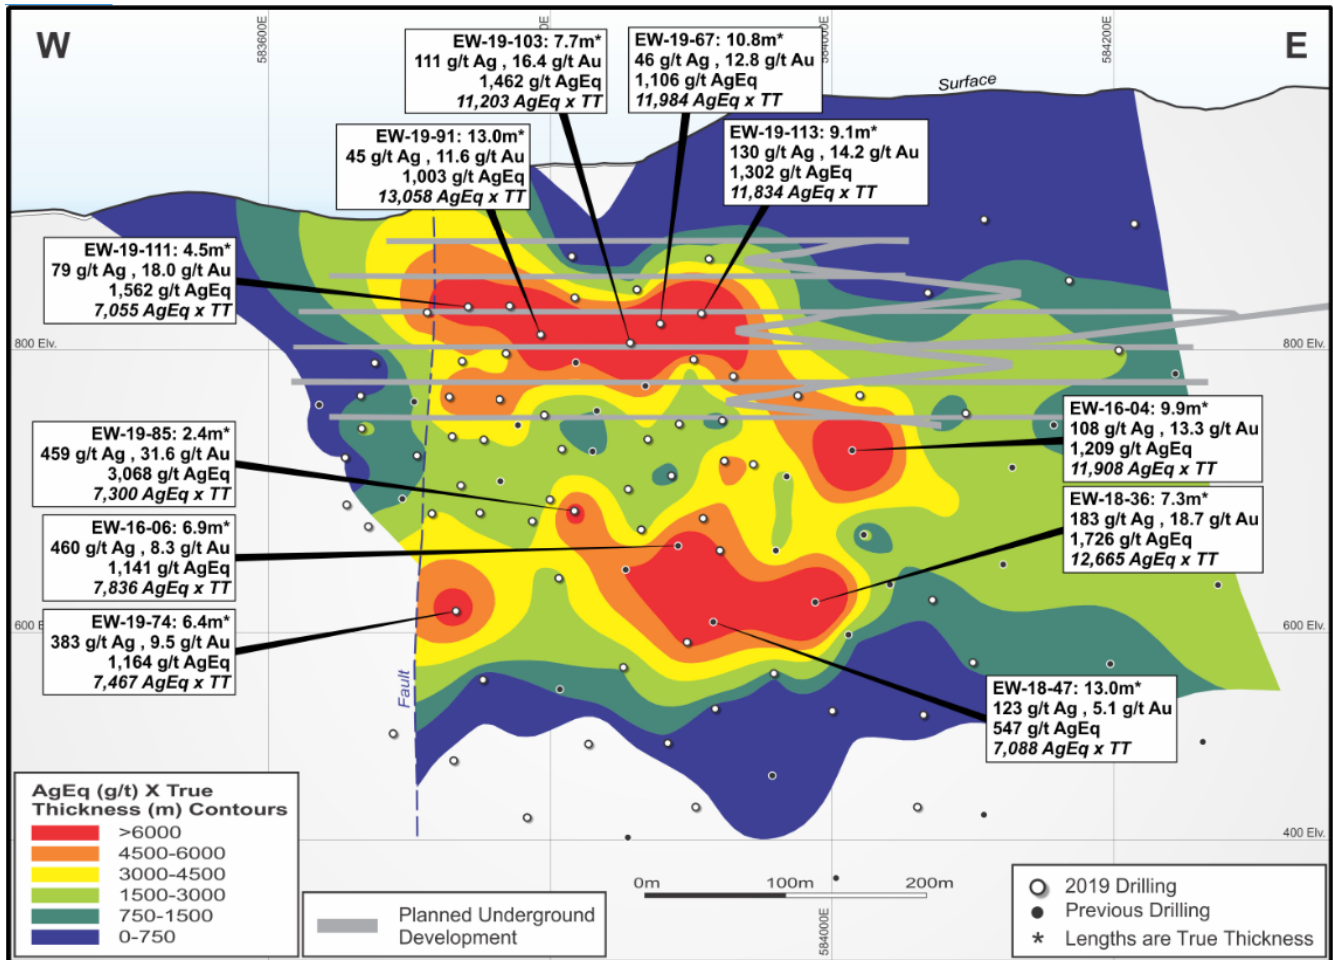 W
E
583600E
584000E
584200E
Surface
EW-19-103: 7.7m*
111 g/t Ag , 16.4 g/t Au
1,462 g/t AgEq
11,203 AgEq x TT
EW-19-67: 10.8m*
46 g/t Ag , 12.8 g/t Au
1,106 g/t AgEq
11,984 AgEq x TT
EW-19-91: 13.0m*
45 g/t Ag , 11.6 g/t Au
1,003 g/t AgEq
13,058 AgEq x TT
EW-19-113: 9.1m*
130 g/t Ag , 14.2 g/t Au
1,302 g/t AgEq
11,834 AgEq x TT
EW-19-111: 4.5m*
79 g/t Ag , 18.0 g/t Au
1,562 g/t AgEq
7,055 AgEq x TT
800 Elv.
800 Elv.
EW-19-85: 2.4m*
459 g/t Ag , 31.6 g/t Au
3,068 g/t AgEq
7,300 AgEq x TT
EW-16-04: 9.9m*
108 g/t Ag , 13.3 g/t Au
1,209 g/t AgEq
11,908 AgEq x TT
EW-16-06: 6.9m*
460 g/t Ag , 8.3 g/t Au
1,141 g/t AgEq
7,836 AgEq x TT
EW-18-36: 7.3m*
183 g/t Ag , 18.7 g/t Au
1,726 g/t AgEq
12,665 AgEq x TT
EW-19-74: 6.4m*
383 g/t Ag , 9.5 g/t Au
1,164 g/t AgEq
7,467 AgEq x TT
600 E
600 Elv.
Fault
EW-18-47: 13.0m*
123 g/t Ag , 5.1 g/t Au
547 g/t AgEq
7,088 AgEq x TT
AgEq (g/t) X True
Thickness (m) Contours
>6000
4500-6000
3000-4500
1500-3000
750-1500
0-750
Planned Underground
Development
0m 100m 200m
584000E
400 Elv.
2019 Drilling
Previous Drilling
* Lengths are True Thickness